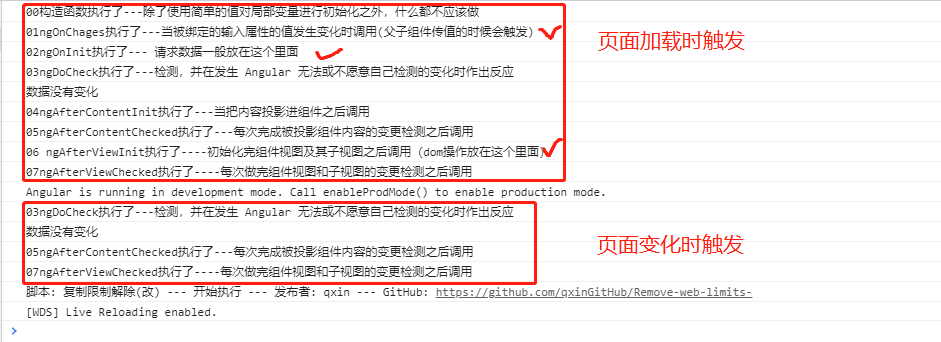 00构造函数执行了---除了使用简单的值对局部变量进行初始化之外，什么都不应该做
01ngOnChages执行了---当被绑定的输入属性的值发生变化时调用(父子组件传值的时候会触发)
02ngOnInit执行了--- 请求数据一般放在这个里面
03ngDoCheck执行了---检测，并在发生 Angular 无法或不愿意自己检测的变化时作出反应
数据没有变化
04ngAfterContentInit执行了---当把内容投影进组件之后调用
05ngAfterContentChecked执行了---每次完成被投影组件内容的变更检测之后调用
06 ngAfterViewInit执行了----初始化完组件视图及其子视图之后调用（dom操作放在这个里面）
07ngAfterViewChecked执行了----每次做完组件视图和子视图的变更检测之后调用
页面加载时触发
Angular is running in development mode. Call enableProdMode() to enable production mode.
03ngDoCheck执行了---检测，并在发生 Angular 无法或不愿意自己检测的变化时作出反应
数据没有变化
05ngAfterContentChecked执行了---每次完成被投影组件内容的变更检测之后调用
07ngAfterViewChecked执行了----每次做完组件视图和子视图的变更检测之后调用
页面变化时触发
脚本: 复制限制解除(改) --- 开始执行 --- 发布者: qxin --- GitHub: https://github.com/qxinGitHub/Remove-web-limits-
[WDS] Live Reloading enabled.
>